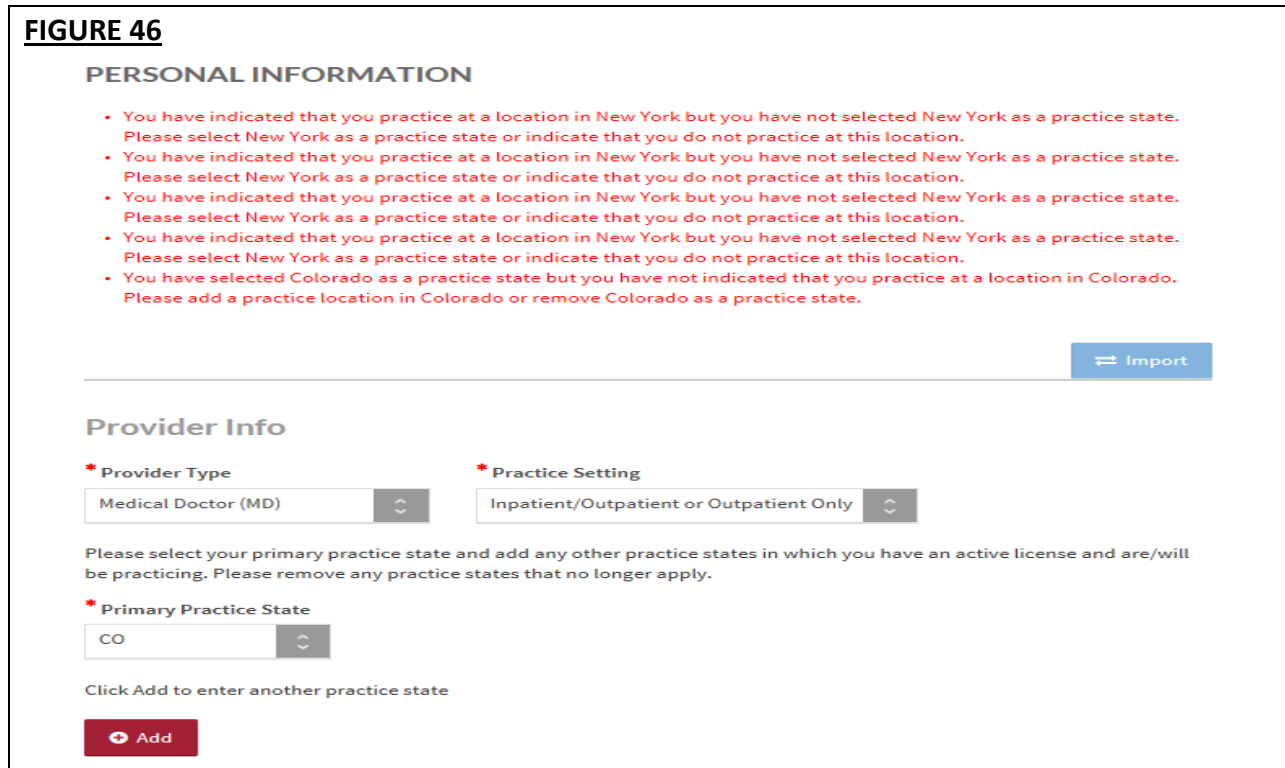 FIGURE 46
PERSONAL INFORMATION
• You have indicated that you practice at a location in New York but you have not selected New York as a practice state.
Please select New York as a practice state or indicate that you do not practice at this location.
• You have indicated that you practice at a location in New York but you have not selected New York as a practice state.
Please select New York as a practice state or indicate that you do not practice at this location.
• You have indicated that you practice at a location in New York but you have not selected New York as a practice state.
Please select New York as a practice state or indicate that you do not practice at this location.
• You have indicated that you practice at a location in New York but you have not selected New York as a practice state.
Please select New York as a practice state or indicate that you do not practice at this location.
• You have selected Colorado as a practice state but you have not indicated that you practice at a location in Colorado.
Please add a practice location in Colorado or remove Colorado as a practice state.
Import
Provider Info
* Provider Type * Practice Setting
Medical Doctor (MD) Inpatient/Outpatient or Outpatient Only
Please select your primary practice state and add any other practice states in which you have an active license and are/will
be practicing. Please remove any practice states that no longer apply.
* Primary Practice State
CO
Click Add to enter another practice state
Add